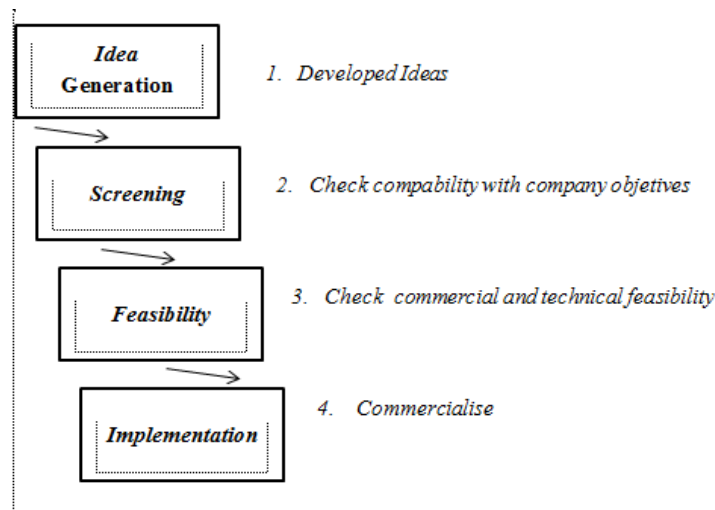 Idea
Generation
1. Developed Ideas
Screening
2. Check compability with company objetives
Feasibility
3. Check commercial and technical feasibility
Implementation
4. Commercialise